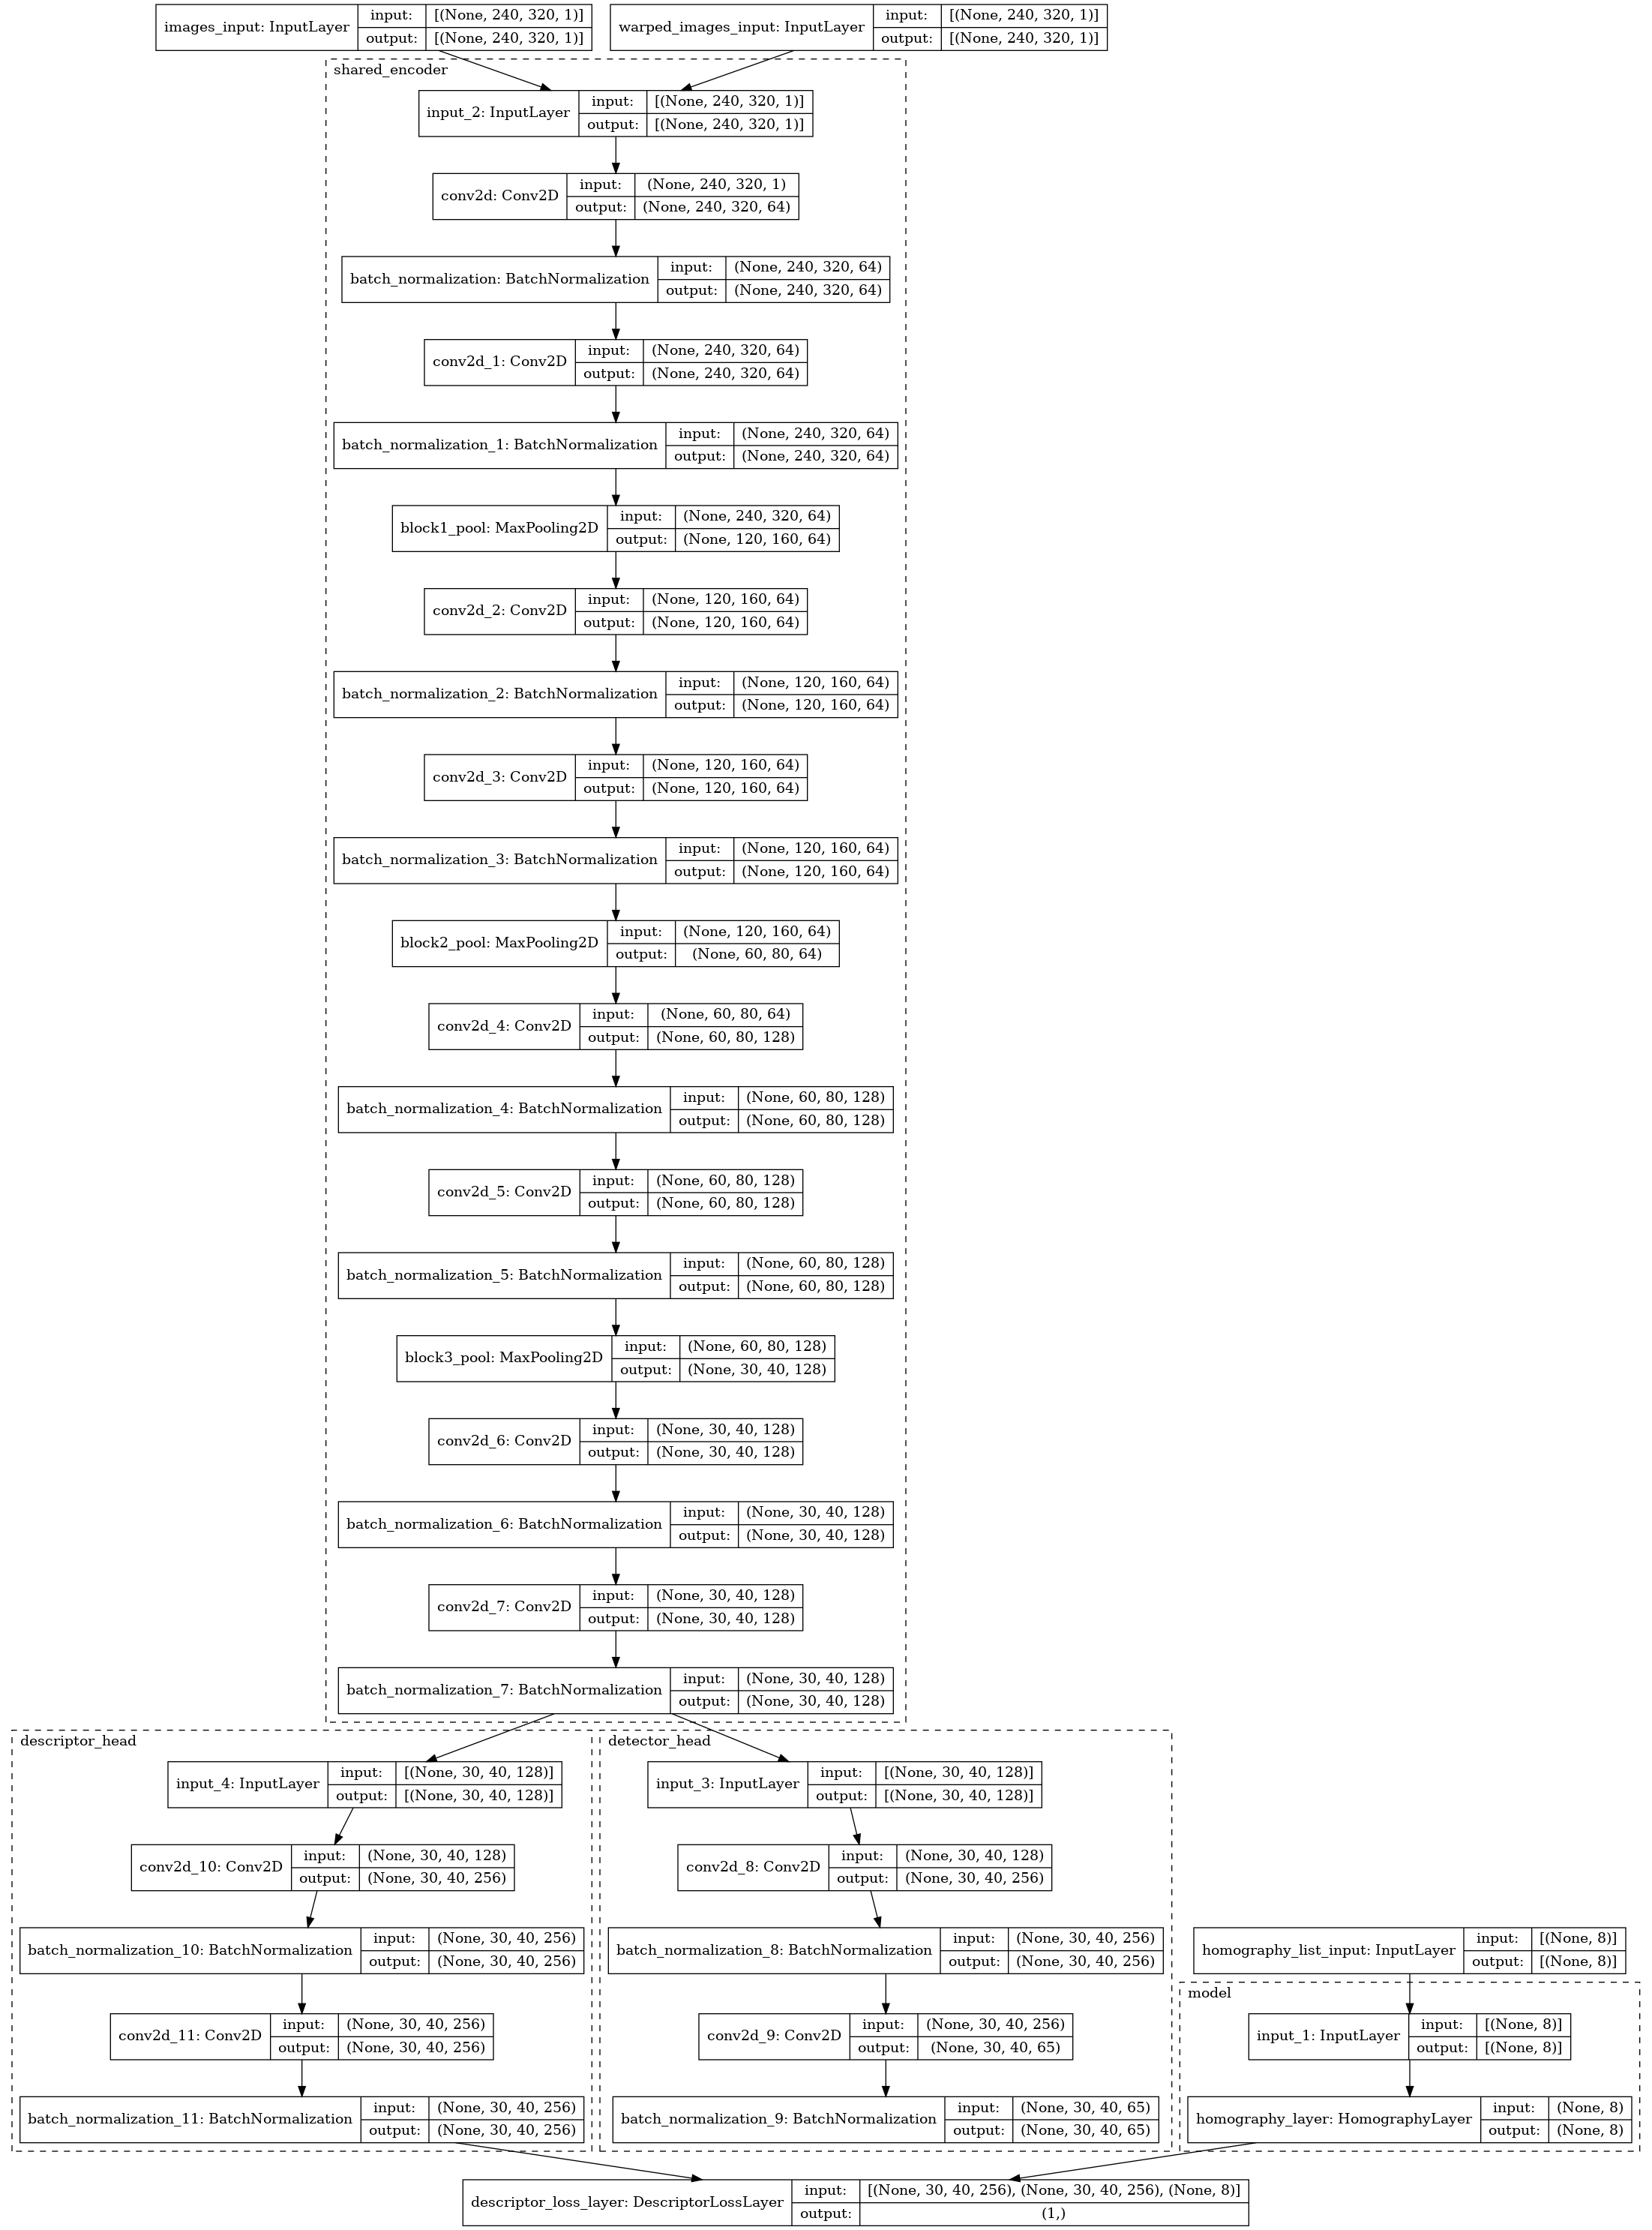 images_input: InputLayer input: [(None, 240, 320, 1)]
output: [(None, 240, 320, 1)]
warped_images_input: InputLayer input: [(None, 240, 320, 1)]
output: [(None, 240, 320, 1)]
shared_encoder
input_2: InputLayer input: [(None, 240, 320, 1)]
output: [(None, 240, 320, 1)]
conv2d: Conv2D input: (None, 240, 320, 1)
output: (None, 240, 320, 64)
batch_normalization: BatchNormalization input: (None, 240, 320, 64)
output: (None, 240, 320, 64)
conv2d_1: Conv2D input: (None, 240, 320, 64)
output: (None, 240, 320, 64)
batch_normalization_1: BatchNormalization input: (None, 240, 320, 64)
output: (None, 240, 320, 64)
block1_pool: MaxPooling2D input: (None, 240, 320, 64)
output: (None, 120, 160, 64)
conv2d_2: Conv2D input: (None, 120, 160, 64)
output: (None, 120, 160, 64)
batch_normalization_2: BatchNormalization input: (None, 120, 160, 64)
output: (None, 120, 160, 64)
conv2d_3: Conv2D input: (None, 120, 160, 64)
output: (None, 120, 160, 64)
batch_normalization_3: BatchNormalization input: (None, 120, 160, 64)
output: (None, 120, 160, 64)
block2_pool: MaxPooling2D input: (None, 120, 160, 64)
output: (None, 60, 80, 64)
conv2d_4: Conv2D input: (None, 60, 80, 64)
output: (None, 60, 80, 128)
batch_normalization_4: BatchNormalization input: (None, 60, 80, 128)
output: (None, 60, 80, 128)
conv2d_5: Conv2D input: (None, 60, 80, 128)
output: (None, 60, 80, 128)
batch_normalization_5: BatchNormalization input: (None, 60, 80, 128)
output: (None, 60, 80, 128)
block3_pool: MaxPooling2D input: (None, 60, 80, 128)
output: (None, 30, 40, 128)
conv2d_6: Conv2D input: (None, 30, 40, 128)
output: (None, 30, 40, 128)
batch_normalization_6: BatchNormalization input: (None, 30, 40, 128)
output: (None, 30, 40, 128)
conv2d_7: Conv2D input: (None, 30, 40, 128)
output: (None, 30, 40, 128)
batch_normalization_7: BatchNormalization input: (None, 30, 40, 128)
output: (None, 30, 40, 128)
descriptor_head
input_4: InputLayer input: [(None, 30, 40, 128)]
output: [(None, 30, 40, 128)]
conv2d_10: Conv2D input: (None, 30, 40, 128)
output: (None, 30, 40, 256)
batch_normalization_10: BatchNormalization input: (None, 30, 40, 256)
output: (None, 30, 40, 256)
conv2d_11: Conv2D input: (None, 30, 40, 256)
output: (None, 30, 40, 256)
batch_normalization_11: BatchNormalization input: (None, 30, 40, 256)
output: (None, 30, 40, 256)
detector_head
input_3: InputLayer input: [(None, 30, 40, 128)]
output: [(None, 30, 40, 128)]
conv2d_8: Conv2D input: (None, 30, 40, 128)
output: (None, 30, 40, 256)
batch_normalization_8: BatchNormalization input: (None, 30, 40, 256)
output: (None, 30, 40, 256)
conv2d_9: Conv2D input: (None, 30, 40, 256)
output: (None, 30, 40, 65)
batch_normalization_9: BatchNormalization input: (None, 30, 40, 65)
output: (None, 30, 40, 65)
homography_list_input: InputLayer input: [(None, 8)]
output: [(None, 8)]
model
input_1: InputLayer input: [(None, 8)]
output: [(None, 8)]
homography_layer: HomographyLayer input: (None, 8)
output: (None, 8)
descriptor_loss_layer: DescriptorLossLayer input: [(None, 30, 40, 256), (None, 30, 40, 256), (None, 8)]
output: (1,)